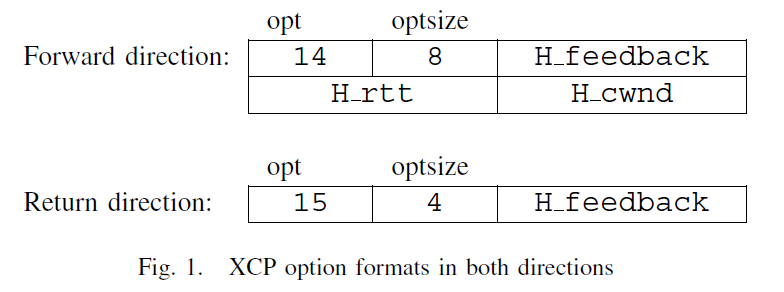 opt optsize
Forward direction: 14 8 H_feedback
H_rtt H_cwnd
opt optsize
Return direction: 15 4 H_feedback
Fig. 1. XCP option formats in both directions